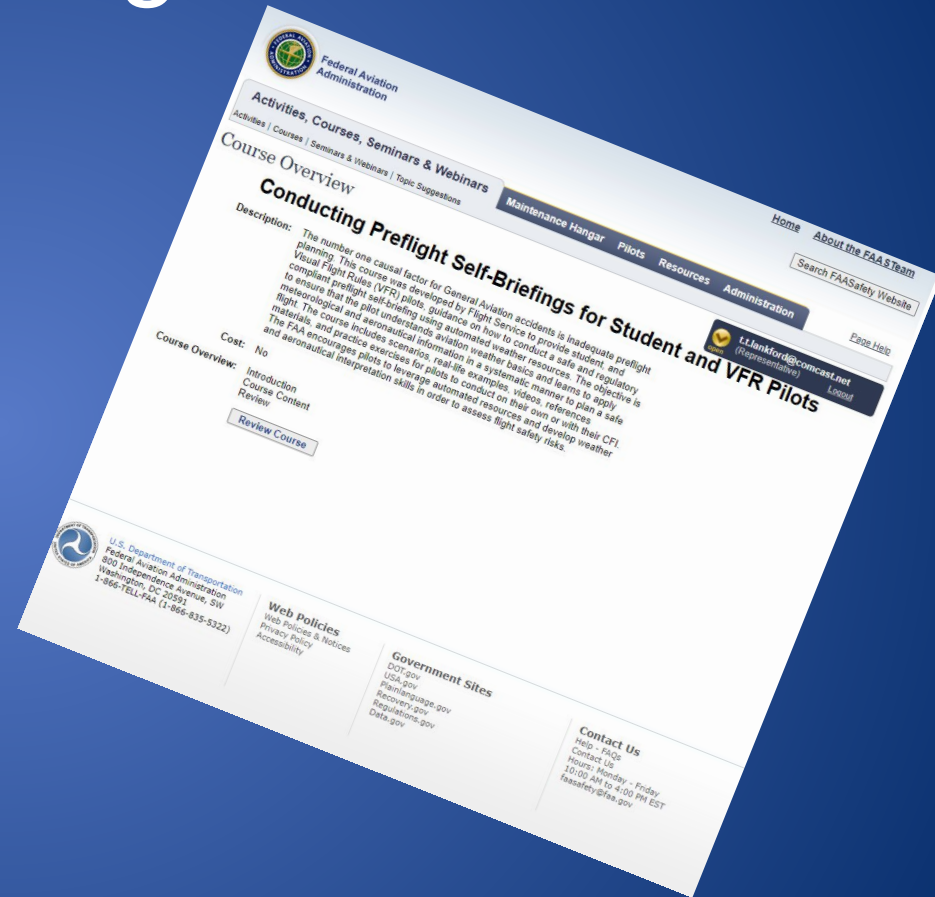 Federal Aviation
Administration
Home About the FAASTeam
Search FAASafety Website
Activities, Courses, Seminars & Webinars
Maintenance Hangar Pilots Resources Administration
Activities | Courses | Seminars & Webinars | Topic Suggestions
Page Help
open
t.t.lankford@comcast.net
(Representative)
Logout
Course Overview
Conducting Preflight Self-Briefings for Student and VFR Pilots
Description:
The number one causal factor for General Aviation accidents is inadequate preflight
planning. This course was developed by Flight Service to provide student, and
Visual Flight Rules (VFR) pilots, guidance on how to conduct a safe and regulatory
compliant preflight self-briefing using automated weather resources. The objective is
to ensure that the pilot understands aviation weather basics and learns to apply
meteorological and aeronautical information in a systematic manner to plan a safe
flight. The course includes scenarios, real-life examples, videos, references
materials, and practice exercises for pilots to conduct on their own or with their CFI.
The FAA encourages pilots to leverage automated resources and develop weather
and aeronautical interpretation skills in order to assess flight safety risks.
Cost: No
Course Overview:
Introduction
Course Content
Review
Review Course
U.S. Department of Transportation
Federal Aviation Administration
800 Independence Avenue, SW
Washington, DC 20591
1-866-TELL-FAA (1-866-835-5322)
Web Policies
Web Policies & Notices
Privacy Policy
Accessibility
Government Sites
DOT.gov
USA.gov
Plainlanguage.gov
Recovery.gov
Regulations.gov
Data.gov
Contact Us
Help - FAQs
Contact Us
Hours: Monday - Friday
10:00 AM to 4:00 PM EST
faasafety@faa.gov